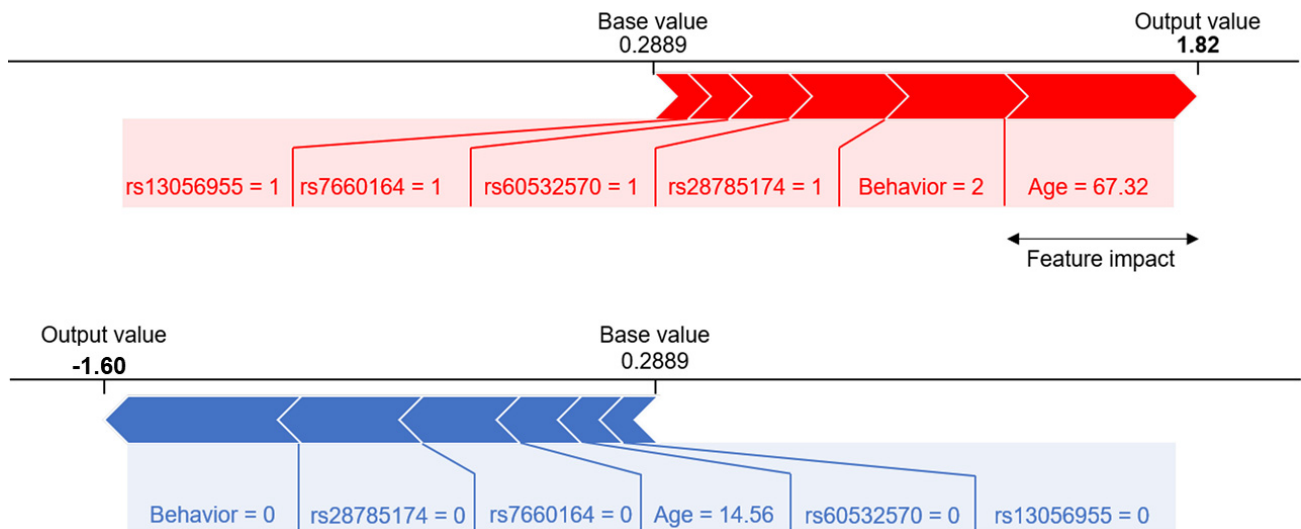 Base value
0.2889
Output value
1.82
rs13056955 = 1
rs7660164 = 1
rs60532570 = 1
rs28785174 = 1
Behavior = 2
Age = 67.32
Feature impact
Output value
-1.60
Base value
0.2889
Behavior = 0
rs28785174 = 0
rs7660164 = 0
Age = 14.56
rs60532570 = 0
rs13056955 = 0